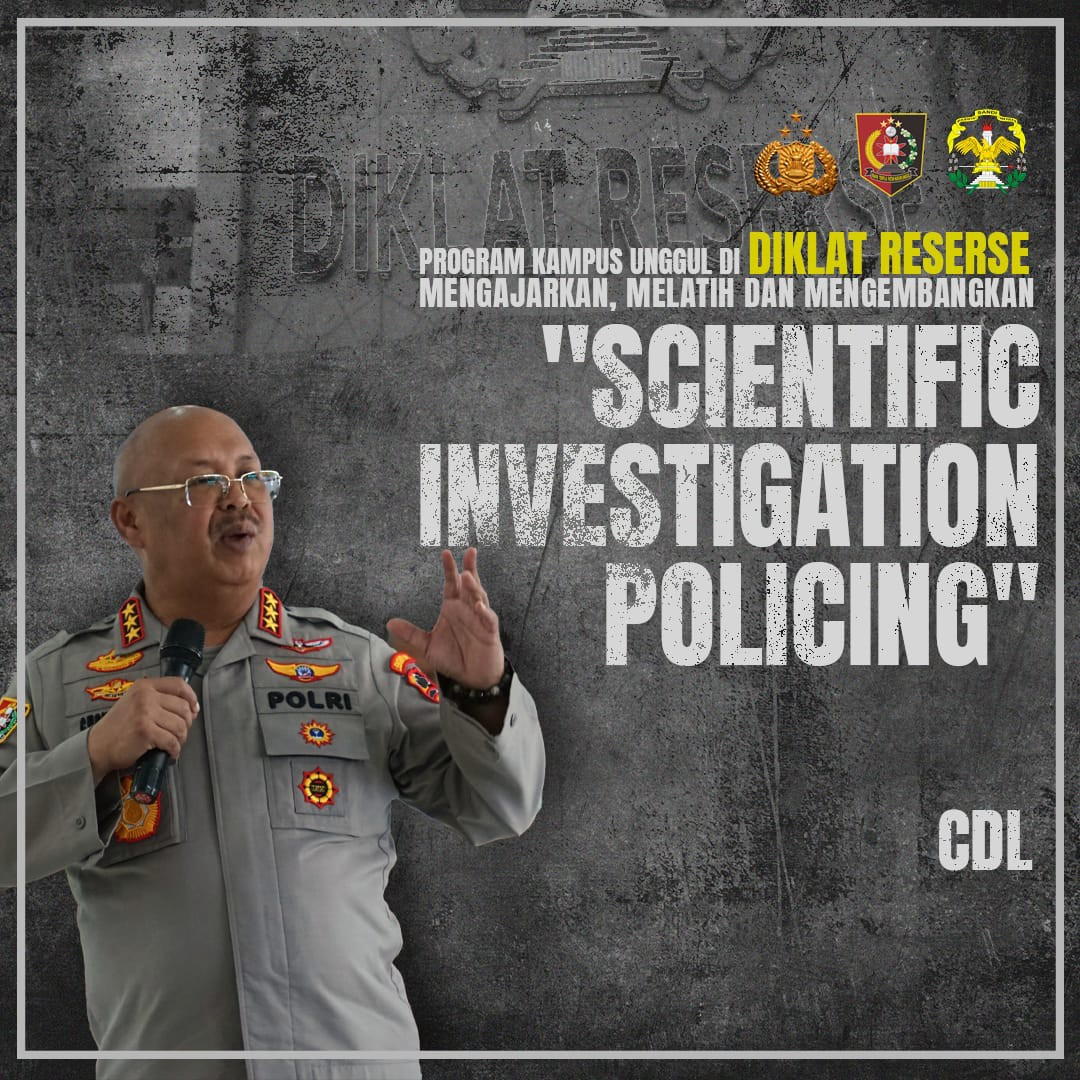 DIKLAT RESERSE
PROGRAM KAMPUS UNGGUL DI DIKLAT RESERSE
MENGAJARKAN, MELATIH DAN MENGEMBANGKAN
"SCIENTIFIC
INVESTIGATION
POLICING"
POLRI
CDL